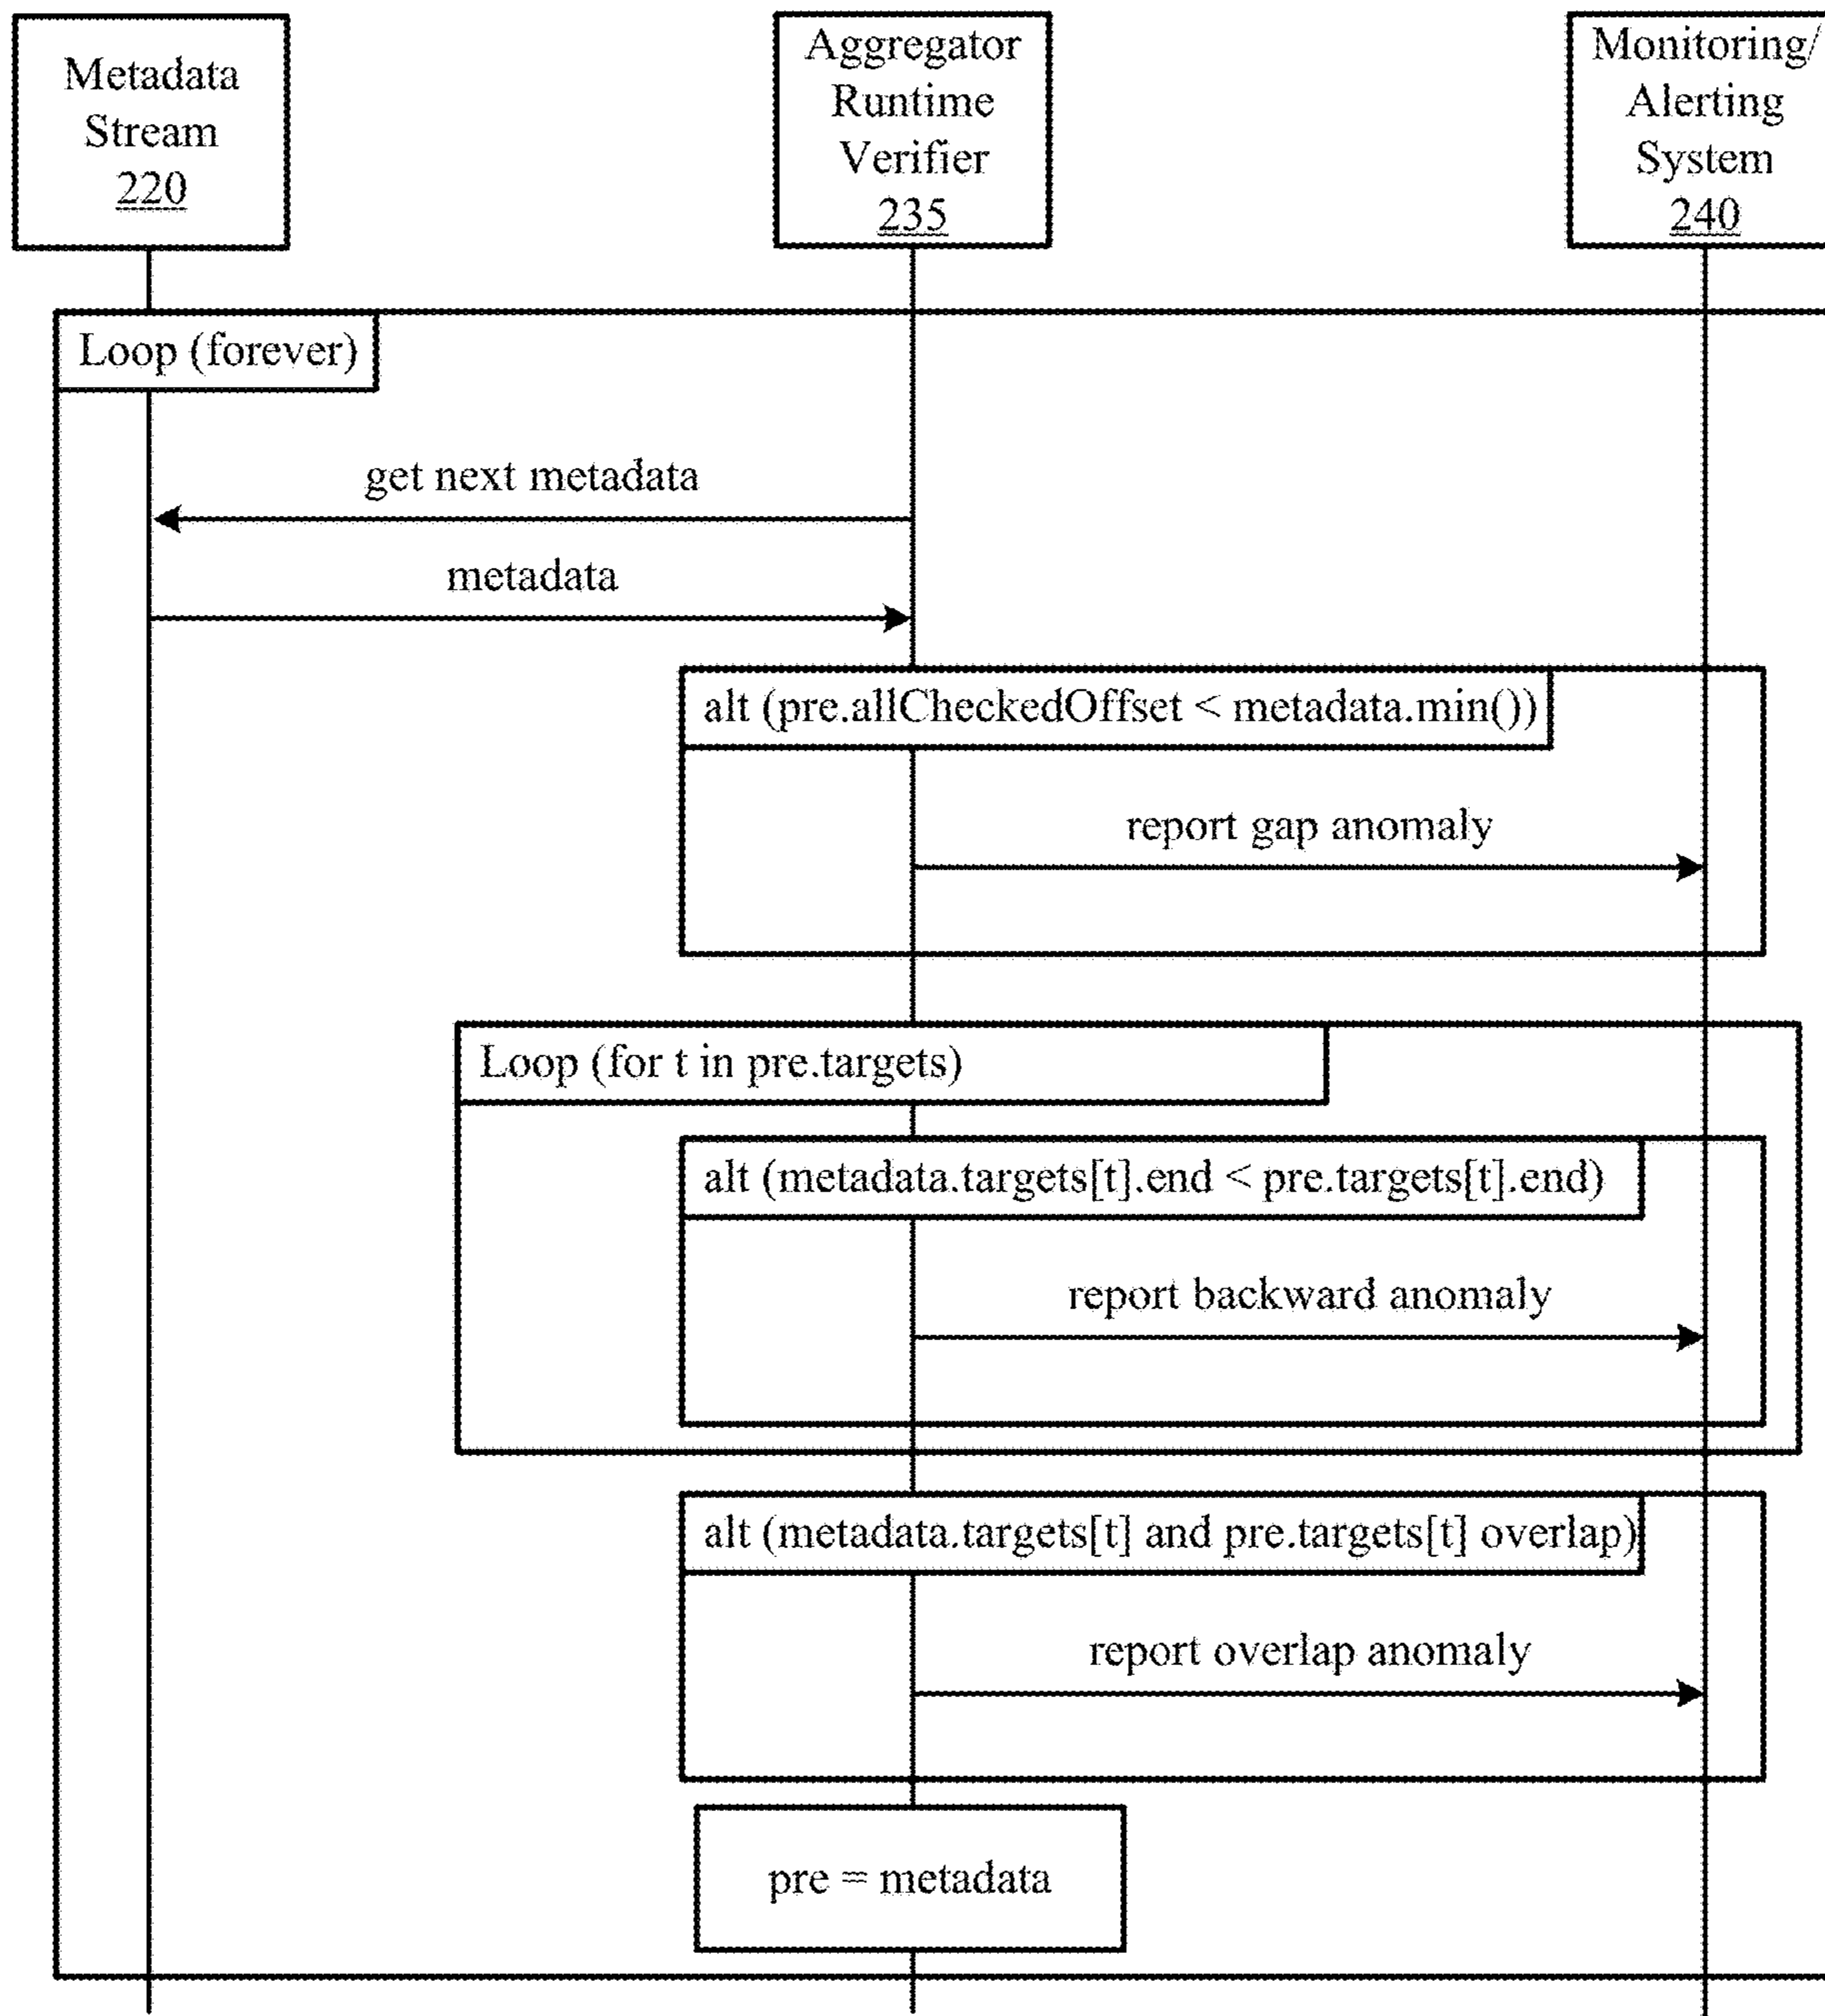 Metadata
Stream
220
Aggregator
Runtime
Verifier
235
Monitoring/
Alerting
System
240
Loop (forever)
get next metadata
metadata
alt (pre.allCheckedOffset < metadata.min())
report gap anomaly
Loop (for t in pre.targets)
alt (metadata.targets[t].end < pre.targets[t].end)
report backward anomaly
alt (metadata.targets[t] and pre.targets[t] overlap)
report overlap anomaly
pre = metadata